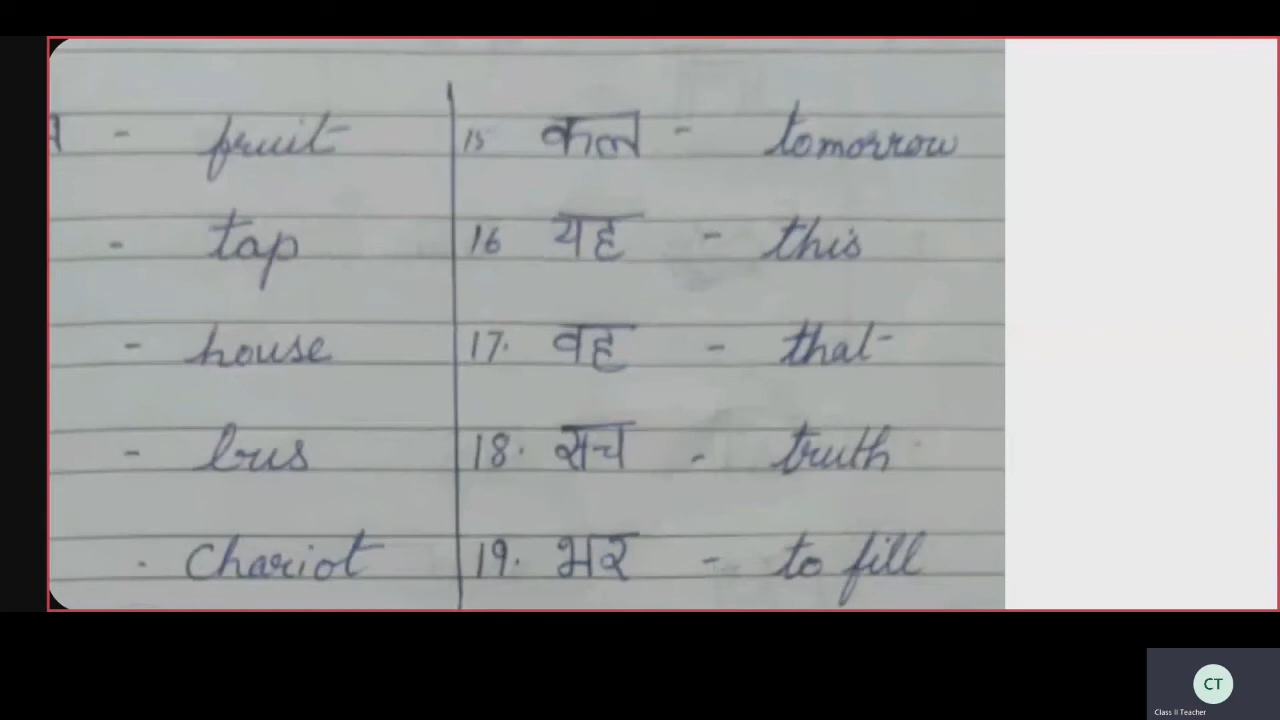 - fruit
- tap
- house
- bus
- Chariot
15 कल - tomorrow
16 यह - this
17. वह - that
18. सच - truth
19. भर - to fill
CT
Class II Teacher